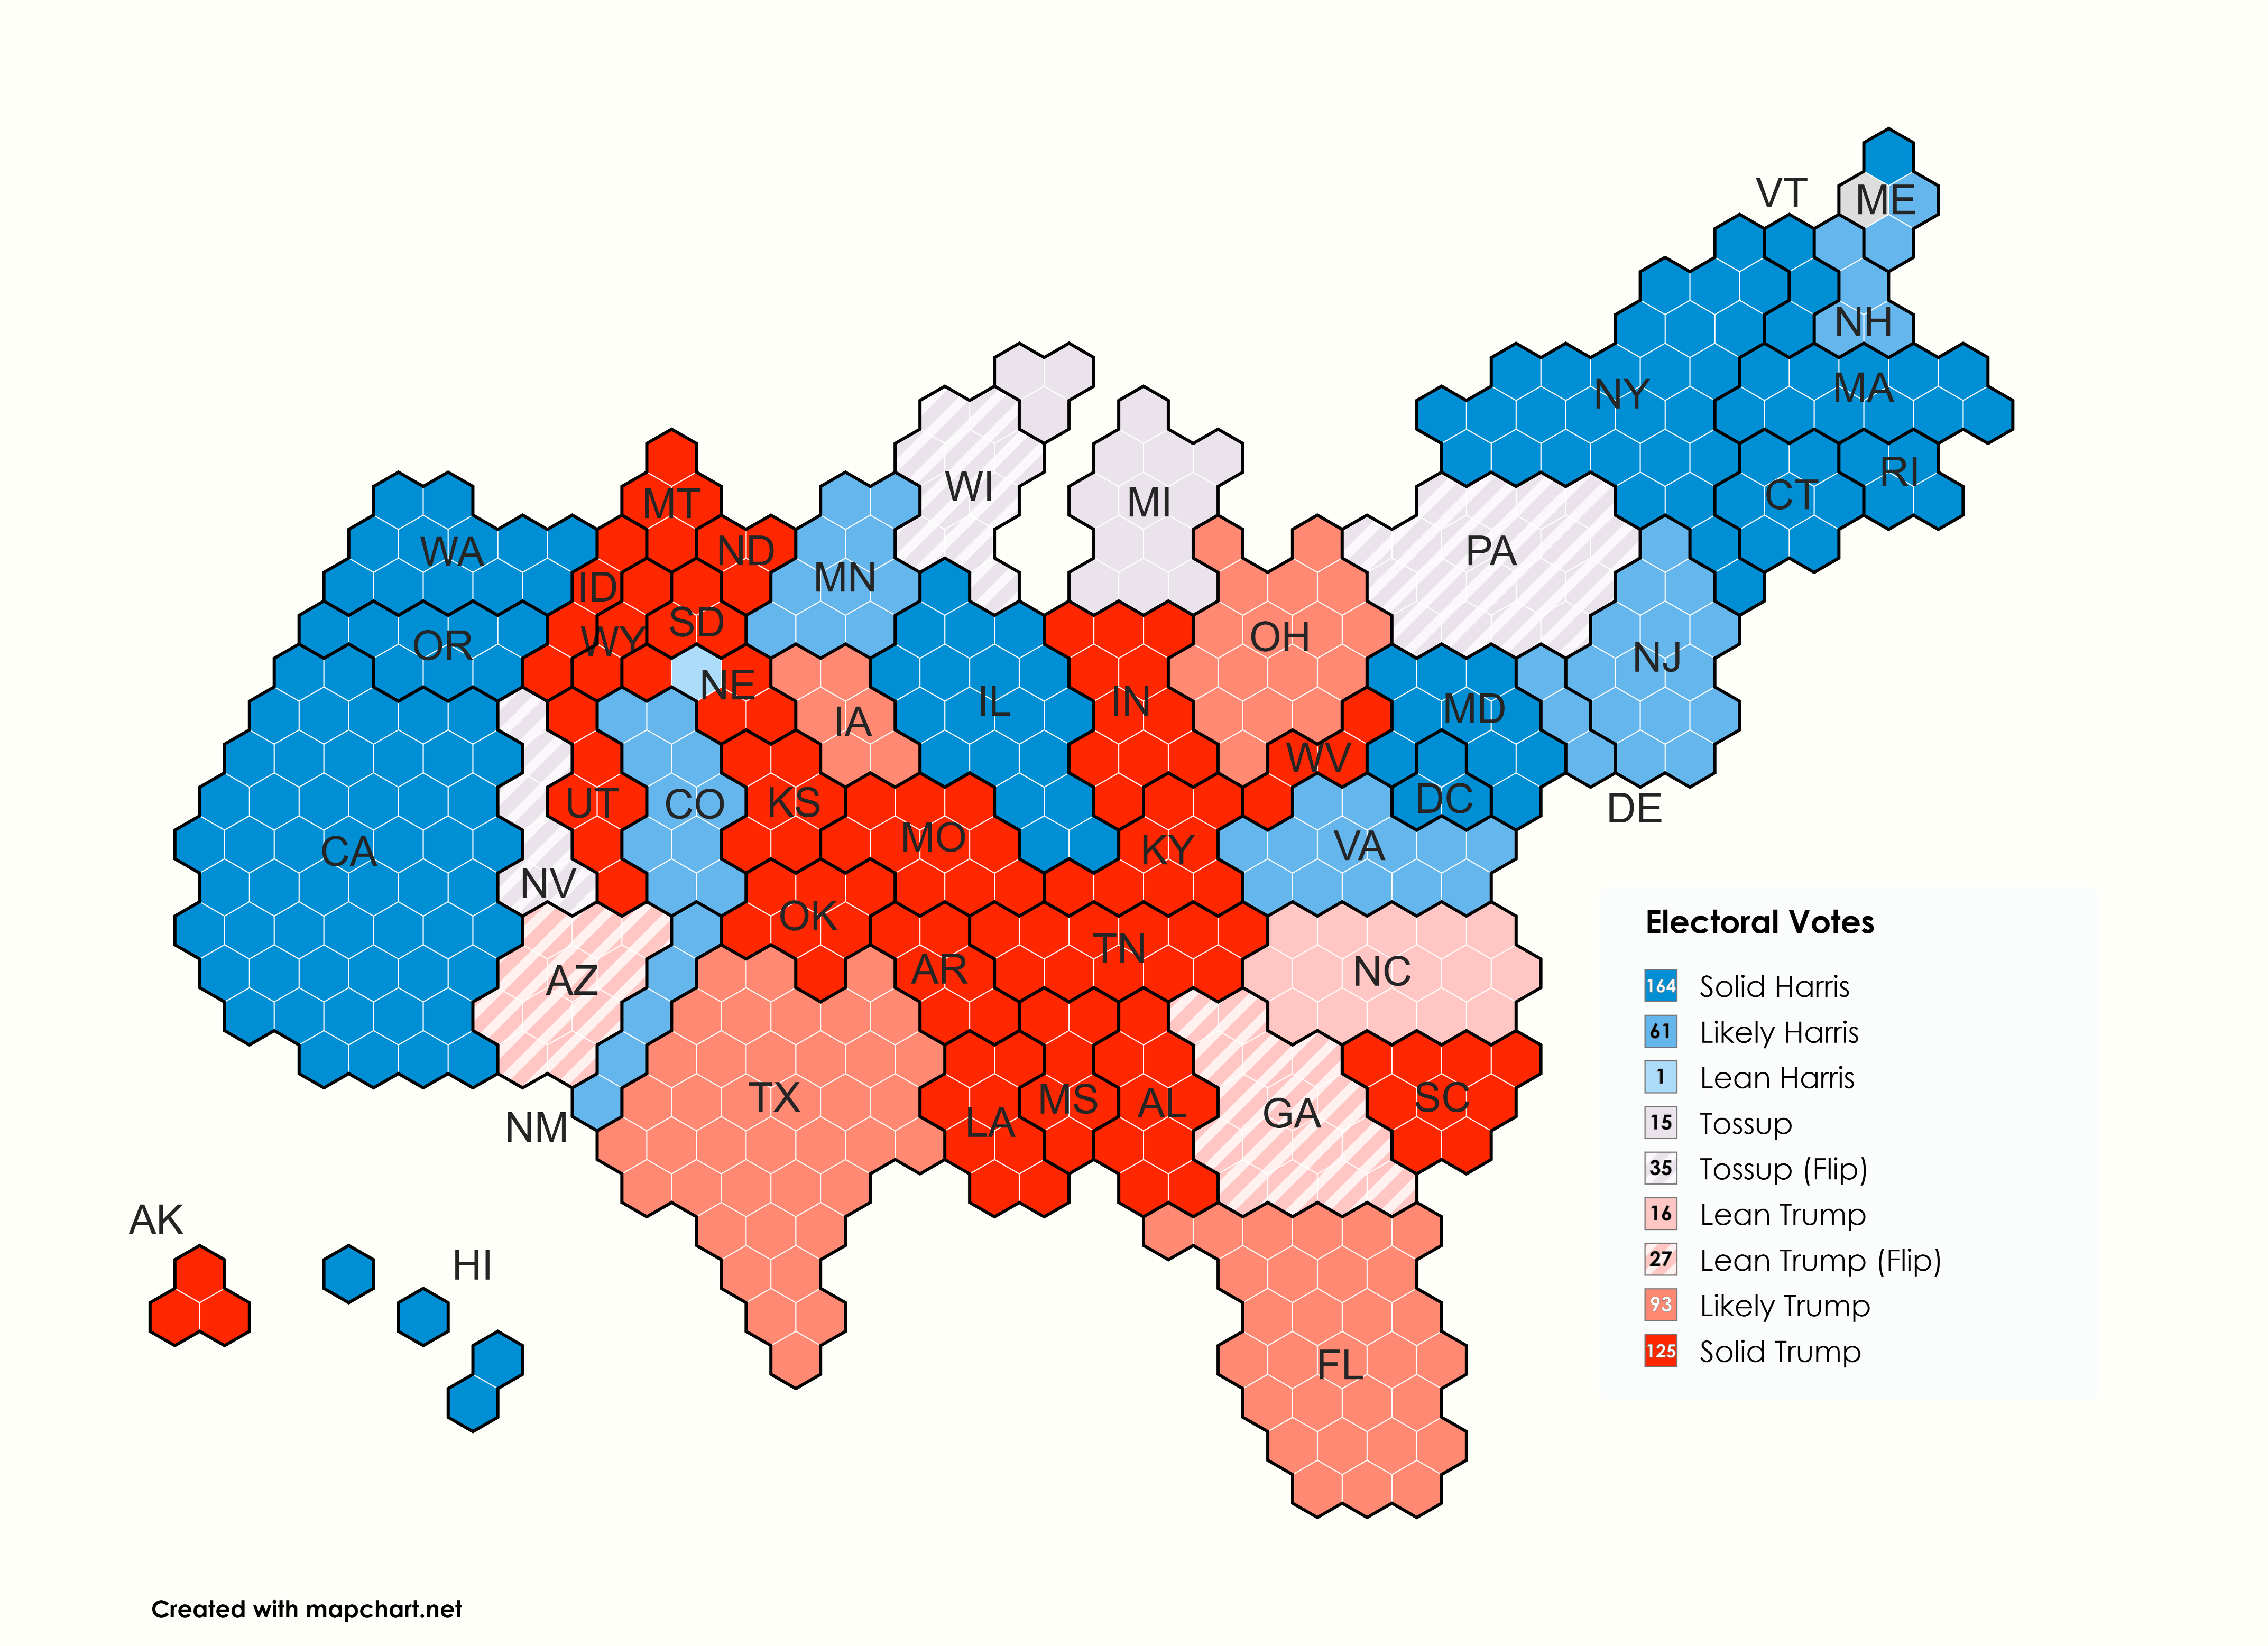 VT
ME
NH
NY
MA
RI
CT
WI
MI
MT
ND
WA
PA
MN
ID
SD
WY
OR
OH
NJ
NE
IL
IN
MD
IA
WV
UT
CO
KS
DC
DE
CA
MO
KY
VA
NV
OK
TN
AZ
AR
NC
TX
NM
LA
MS
AL
GA
SC
AK
HI
FL
Electoral Votes
164 Solid Harris
61 Likely Harris
1 Lean Harris
15 Tossup
35 Tossup (Flip)
16 Lean Trump
27 Lean Trump (Flip)
93 Likely Trump
125 Solid Trump
Created with mapchart.net